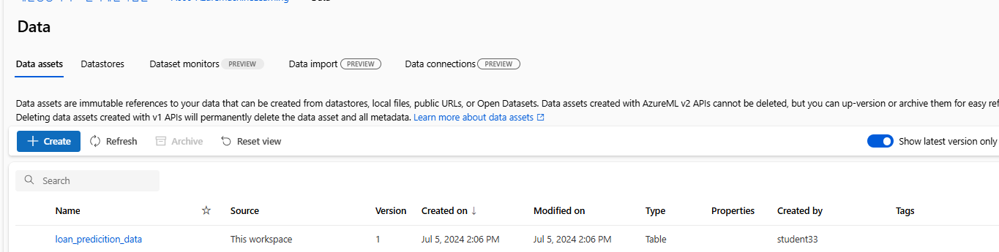 Data
Data assets Datastores Dataset monitors PREVIEW Data import PREVIEW Data connections PREVIEW
Data assets are immutable references to your data that can be created from datastores, local files, public URLs, or Open Datasets. Data assets created with AzureML v2 APIs cannot be deleted, but you can up-version or archive them for easy ref
Deleting data assets created with v1 APIs will permanently delete the data asset and all metadata. Learn more about data assets
Create Refresh Archive Reset view Show latest version only
Search
Name Source Version Created on ↓ Modified on Type Properties Created by Tags
loan_predicition_data This workspace 1 Jul 5, 2024 2:06 PM Jul 5, 2024 2:06 PM Table student33